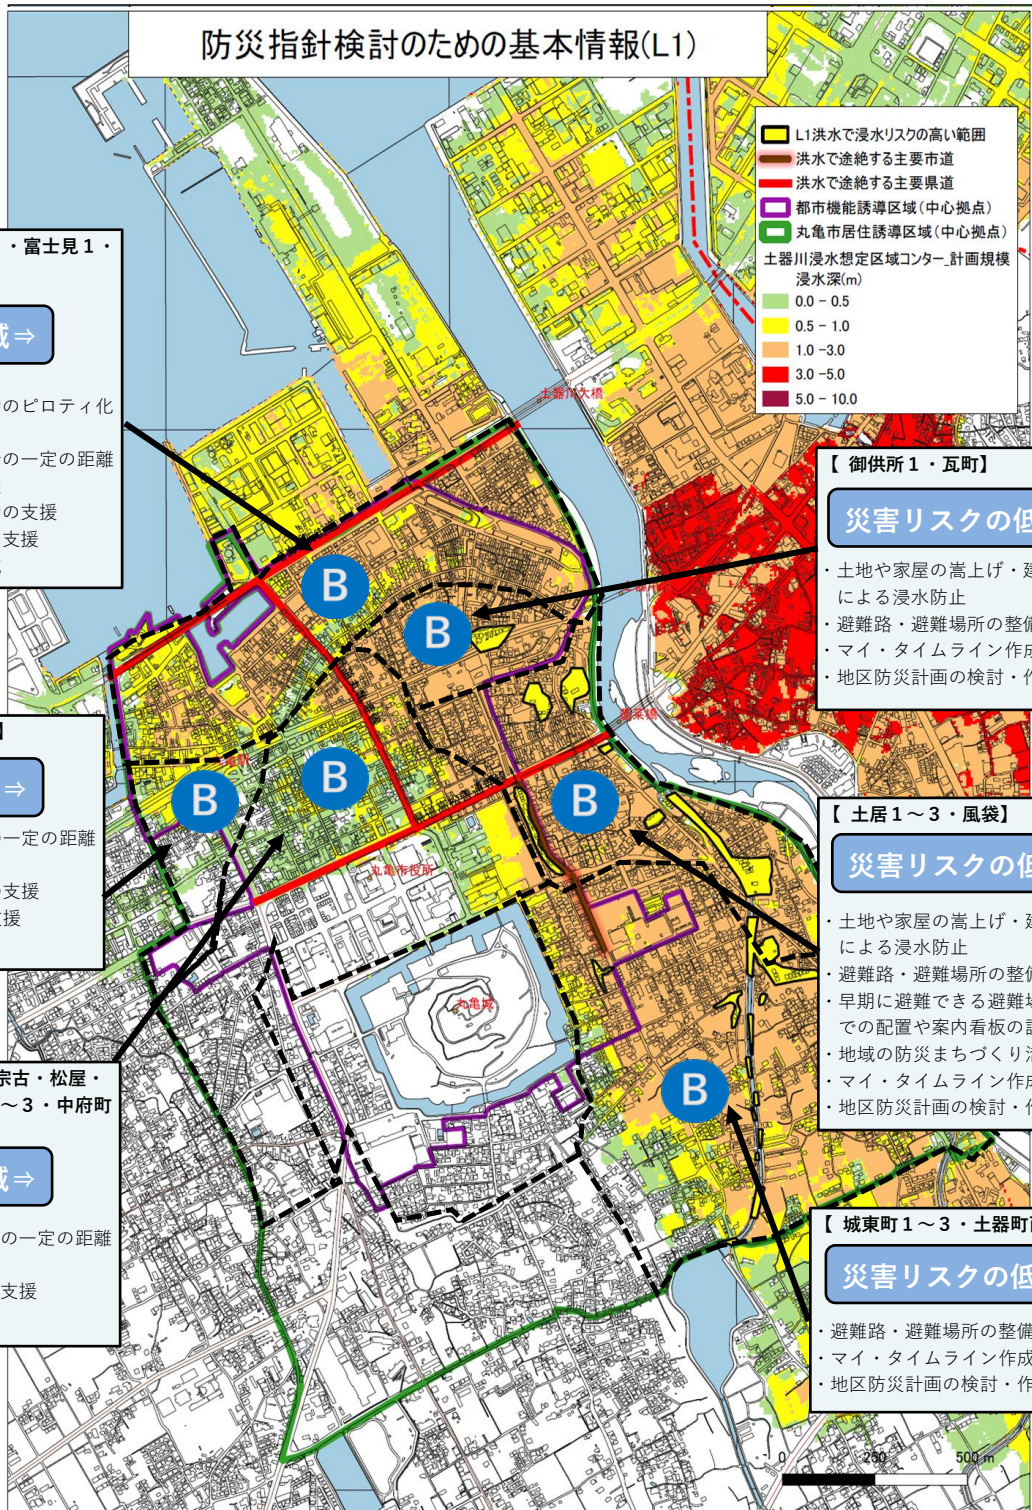 防災指針検討のための基本情報(L1)
L1洪水で浸水リスクの高い範囲
洪水で途絶する主要市道
洪水で途絶する主要県道
都市機能誘導区域(中心拠点)
丸亀市居住誘導区域(中心拠点)
土器川浸水想定区域コンター_計画規模
浸水深(m)
0.0 - 0.5
0.5 - 1.0
1.0 -3.0
3.0 -5.0
5.0 - 10.0
・富士見1・
減⇒
のピロティ化
の一定の距離
の支援
支援
土器川大橋
【 御供所1・瓦町】
災害リスクの低
・土地や家屋の嵩上げ・建
による浸水防止
・避難路・避難場所の整備
・マイ・タイムライン作成
・地区防災計画の検討・作
B
B
B
B
B
B
】
⇒
の一定の距離
の支援
支援
蓬莱橋
丸亀市役所
丸亀城
【 土居1～3・風袋】
災害リスクの低
・土地や家屋の嵩上げ・建
による浸水防止
・避難路・避難場所の整備
・早期に避難できる避難場
での配置や案内看板の設
・地域の防災まちづくり活
・マイ・タイムライン作成
・地区防災計画の検討・作
宗古・松屋・
～3・中府町
減⇒
の一定の距離
支援
【 城東町1～3・土器町西
災害リスクの低
・避難路・避難場所の整備
・マイ・タイムライン作成
・地区防災計画の検討・作
0 250 500 m